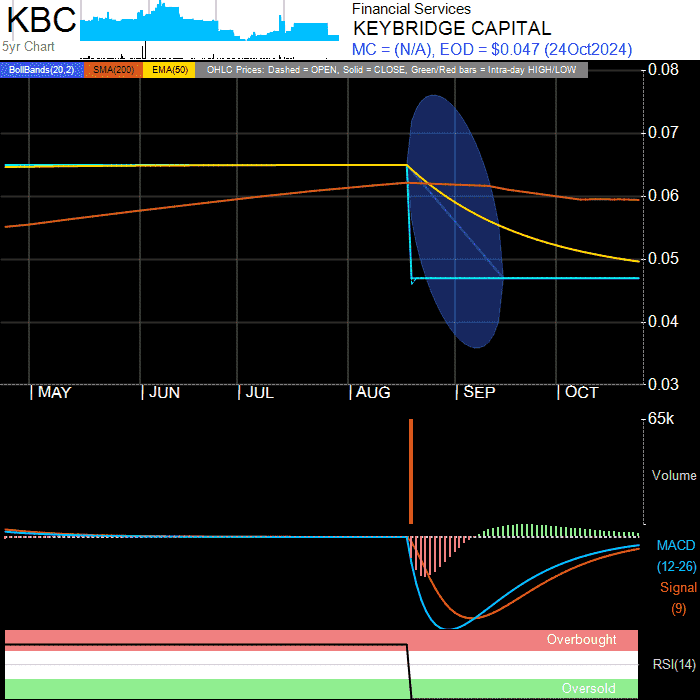 KBC
5yr Chart
Financial Services
KEYBRIDGE CAPITAL
MC = (N/A), EOD = $0.047 (24Oct2024)
BollBands(20,2) SMA(200) EMA(50) OHLC Prices: Dashed = OPEN, Solid = CLOSE, Green/Red bars = Intra-day HIGH/LOW
0.08
0.07
0.06
0.05
0.04
0.03
| MAY | JUN | JUL | AUG | SEP | OCT
65k
Volume
MACD
(12-26)
Signal
(9)
Overbought
RSI(14)
Oversold